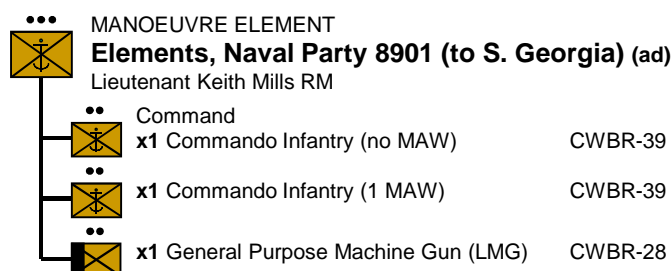 MANOEUVRE ELEMENT
Elements, Naval Party 8901 (to S. Georgia) (ad)
Lieutenant Keith Mills RM
Command
x1 Commando Infantry (no MAW) CWBR-39
x1 Commando Infantry (1 MAW) CWBR-39
x1 General Purpose Machine Gun (LMG) CWBR-28